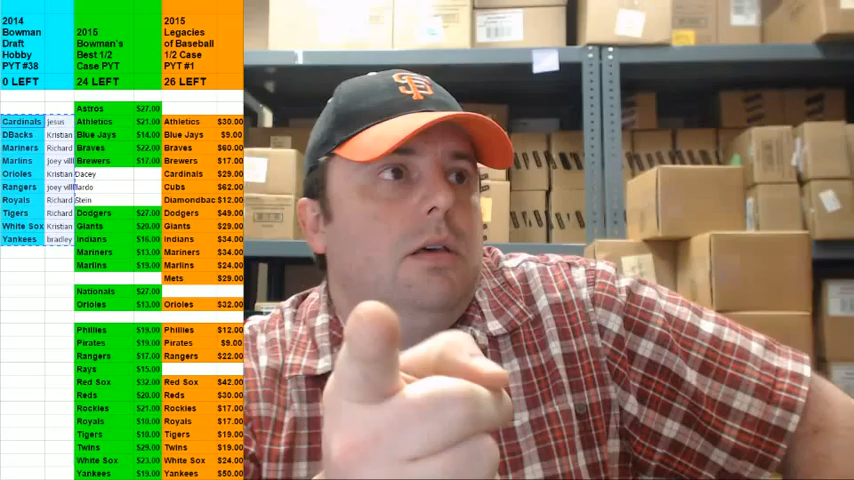 2014
Bowman
Draft
Hobby
PYT #38
0 LEFT
2015
Bowman's
Best 1/2
Case PYT
24 LEFT
2015
Legacies
of Baseball
1/2 Case
PYT #1
26 LEFT
Astros $27.00
Cardinals jesus Athletics $21.00 Athletics $30.00
DBacks Kristian Blue Jays $14.00 Blue Jays $9.00
Mariners Richard Braves $22.00 Braves $60.00
Marlins joey vill Brewers $17.00 Brewers $17.00
Orioles Kristian Dacey Cardinals $29.00
Rangers joey vill Cubs $62.00
Royals Richard Stein Diamondbac $12.00
Tigers Richard Dodgers $27.00 Dodgers $49.00
White Sox Kristian Giants $20.00 Giants $29.00
Yankees bradley Indians $16.00 Indians $34.00
Mariners $13.00 Mariners $34.00
Marlins $19.00 Marlins $24.00
Mets $29.00
Nationals $27.00
Orioles $13.00 Orioles $32.00
Phillies $19.00 Phillies $12.00
Pirates $19.00 Pirates $9.00
Rangers $17.00 Rangers $22.00
Rays $15.00
Red Sox $32.00 Red Sox $42.00
Reds $20.00 Reds $30.00
Rockies $21.00 Rockies $17.00
Royals $10.00 Royals $17.00
Tigers $10.00 Tigers $19.00
Twins $29.00 Twins $19.00
White Sox $23.00 White Sox $24.00
Yankees $19.00 Yankees $50.00
SF